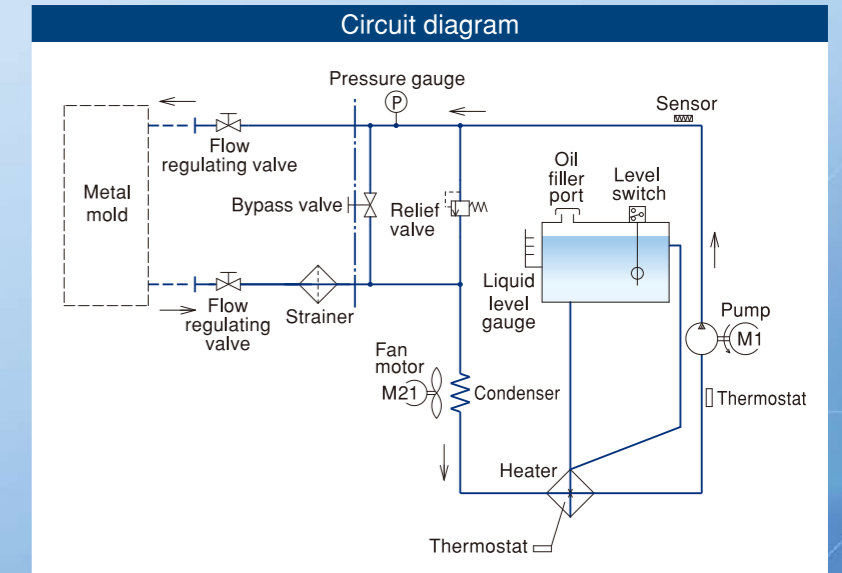 Circuit diagram
Pressure gauge
P
Sensor
Flow
regulating valve
Oil
filler
port
Level
switch
Metal
mold
Bypass valve
Relief
valve
Liquid
level
gauge
Flow
regulating
valve
Strainer
Pump
M1
Fan
motor
M21
Condenser
Thermostat
Heater
Thermostat